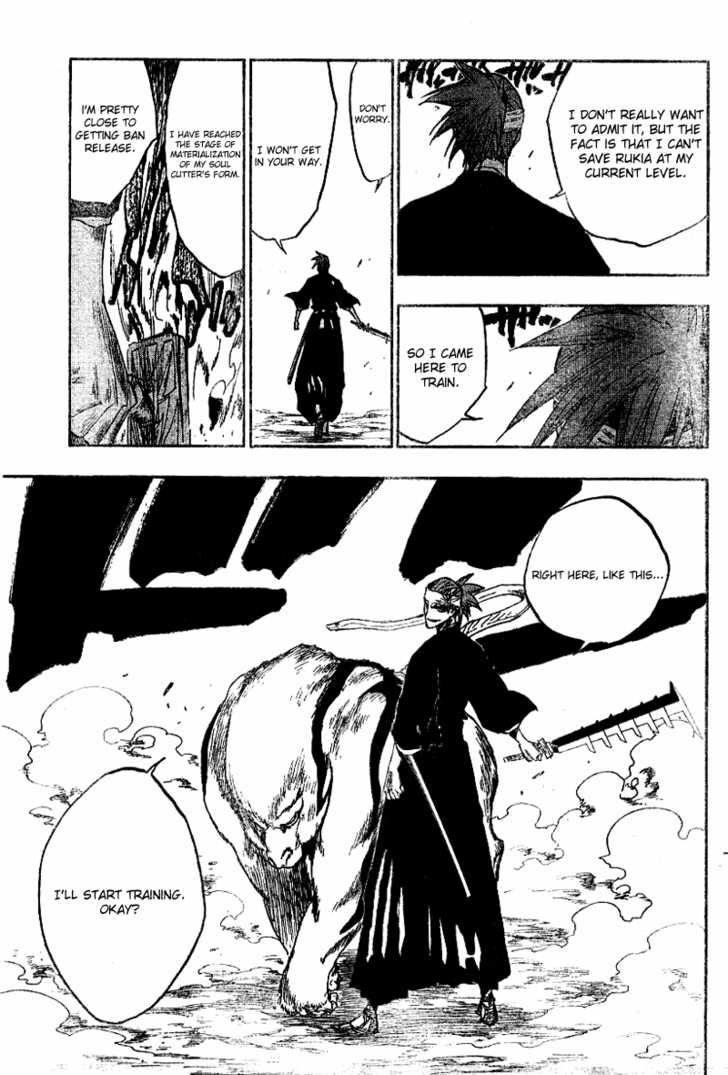 I DON'T REALLY WANT
TO ADMIT IT, BUT THE
FACT IS THAT I CAN'T
SAVE RUKIA AT MY
CURRENT LEVEL.
SO I CAME
HERE TO
TRAIN.
DON'T
WORRY.
I WON'T GET
IN YOUR WAY.
I HAVE REACHED
THE STAGE OF
MATERIALIZATION
OF MY SOUL
CUTTER'S FORM.
I'M PRETTY
CLOSE TO
GETTING BAN
RELEASE.
RIGHT HERE, LIKE THIS...
I'LL START TRAINING.
OKAY?